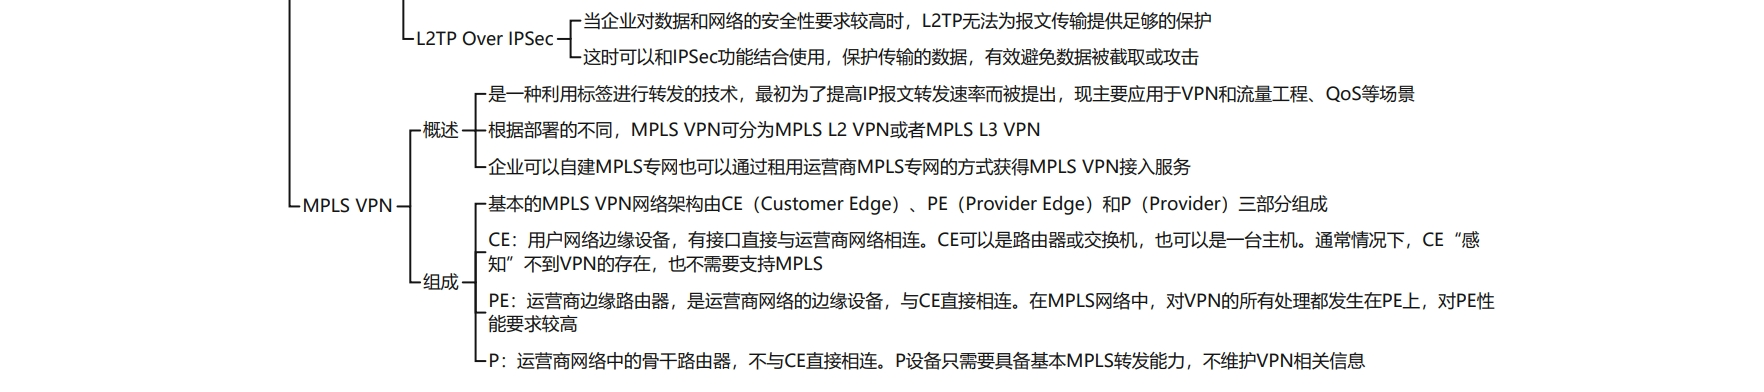 当企业对数据和网络的安全性要求较高时，L2TP无法为报文传输提供足够的保护
L2TP Over IPSec
这时可以和IPSec功能结合使用，保护传输的数据，有效避免数据被截取或攻击
是一种利用标签进行转发的技术，最初为了提高IP报文转发速率而被提出，现主要应用于VPN和流量工程、QoS等场景
概述
根据部署的不同，MPLS VPN可分为MPLS L2 VPN或者MPLS L3 VPN
企业可以自建MPLS专网也可以通过租用运营商MPLS专网的方式获得MPLS VPN接入服务
MPLS VPN
基本的MPLS VPN网络架构由CE（Customer Edge）、PE（Provider Edge）和P（Provider）三部分组成
CE：用户网络边缘设备，有接口直接与运营商网络相连。CE可以是路由器或交换机，也可以是一台主机。通常情况下，CE“感
知”不到VPN的存在，也不需要支持MPLS
组成
PE：运营商边缘路由器，是运营商网络的边缘设备，与CE直接相连。在MPLS网络中，对VPN的所有处理都发生在PE上，对PE性
能要求较高
P：运营商网络中的骨干路由器，不与CE直接相连。P设备只需要具备基本MPLS转发能力，不维护VPN相关信息